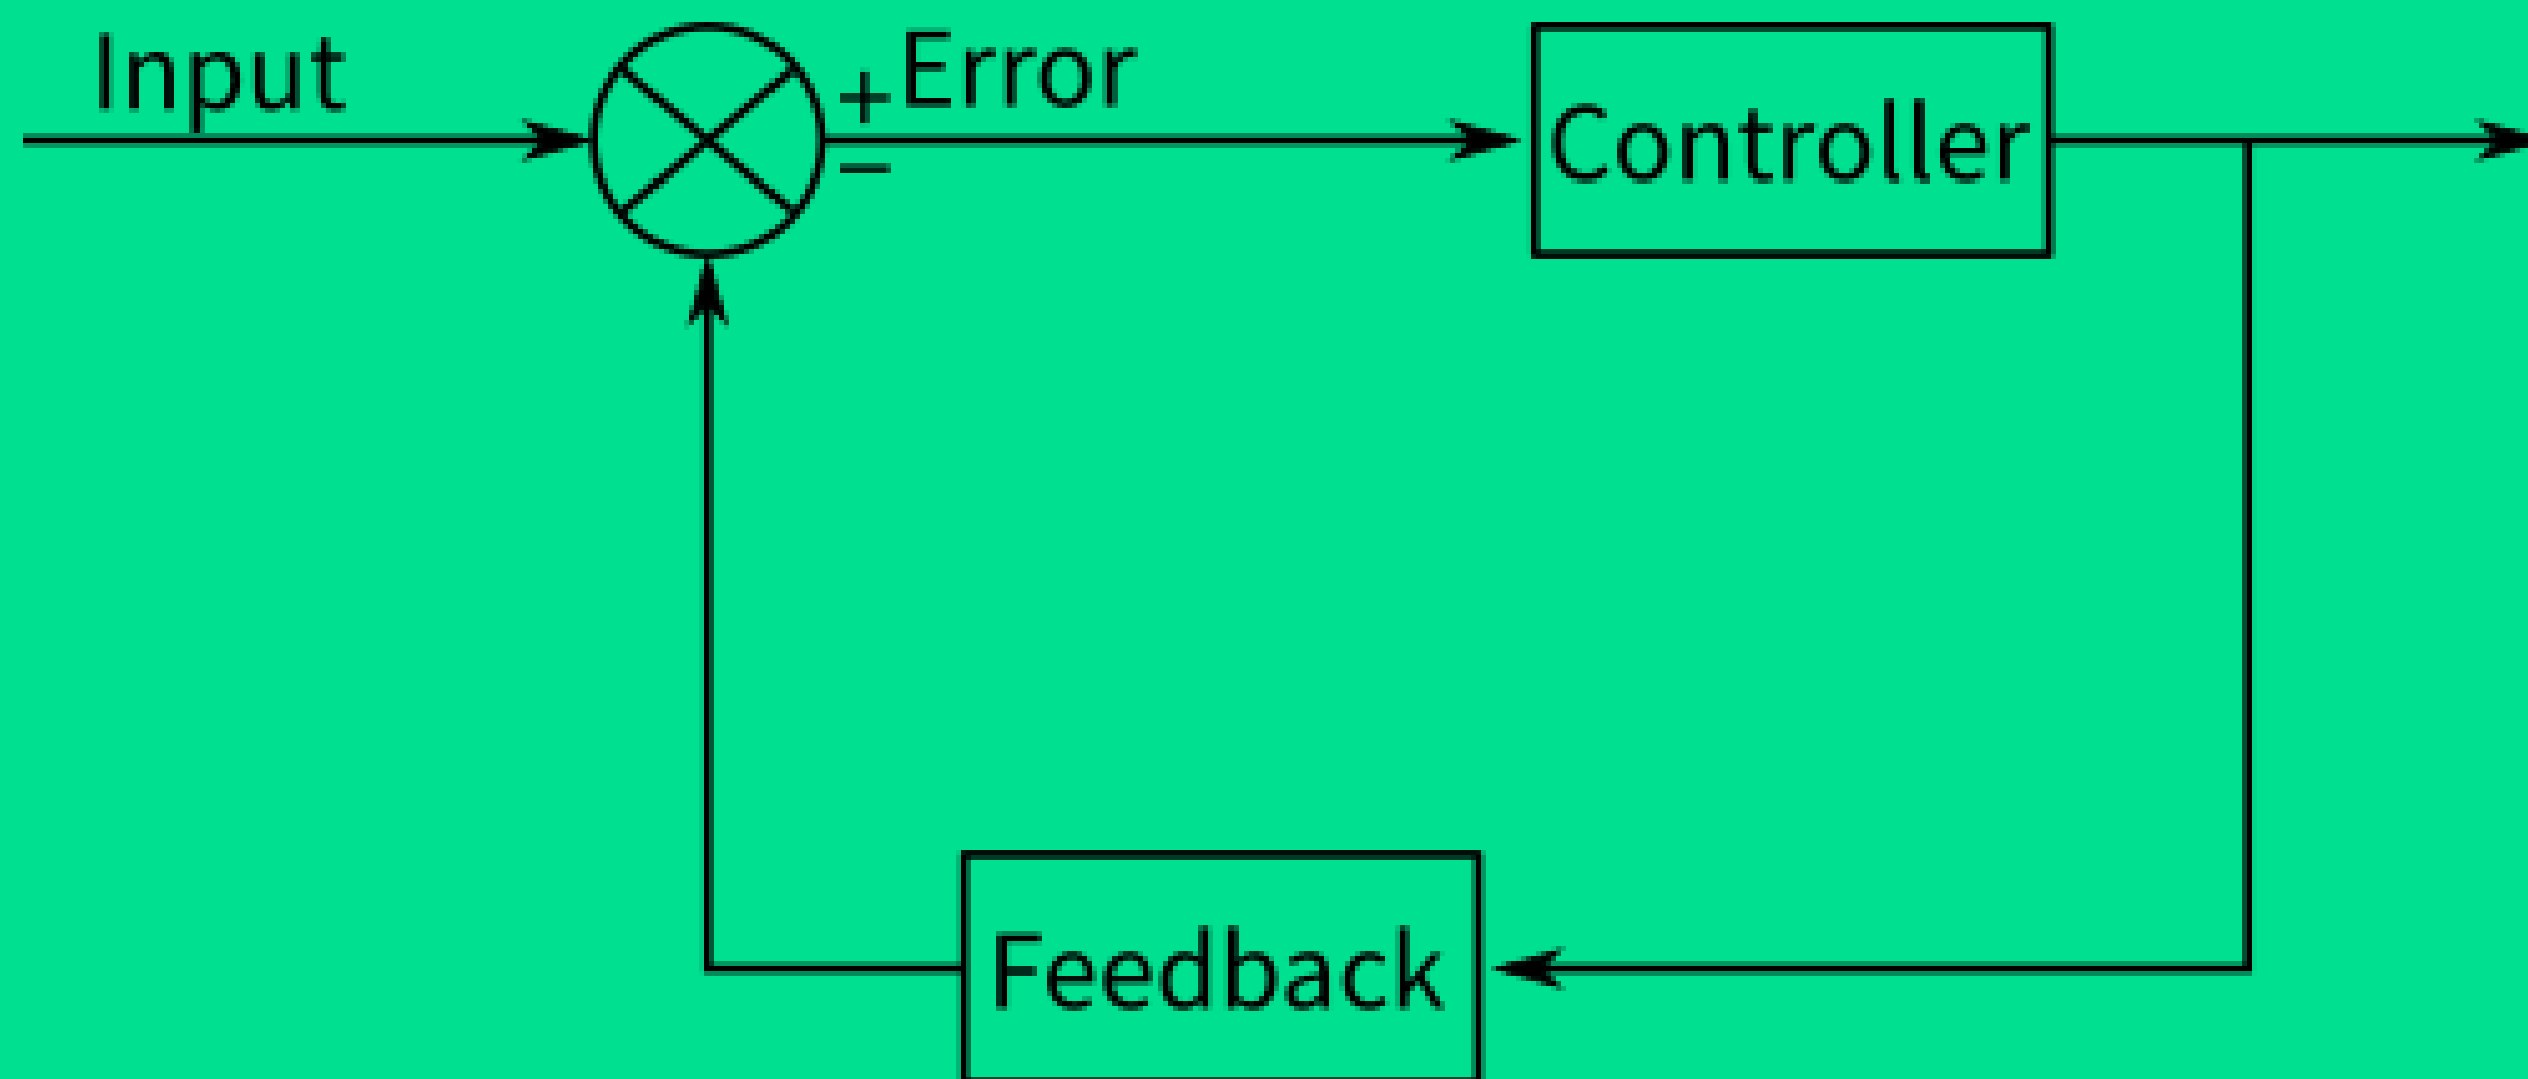 Input
+
Error
−
Controller
Feedback